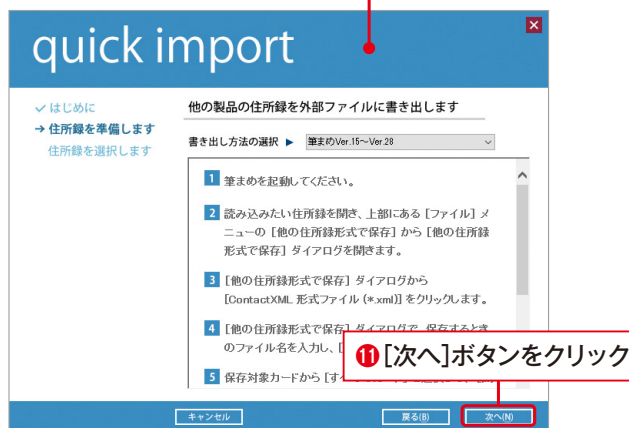 quick import
✓ はじめに
→ 住所録を準備します
住所録を選択します
他の製品の住所録を外部ファイルに書き出します
書き出し方法の選択 ▶ 筆まめVer.15～Ver.28
1 筆まめを起動してください。
2 読み込みたい住所録を開き、上部にある [ファイル] メ
ニューの [他の住所録形式で保存] から [他の住所録
形式で保存] ダイアログを開きます。
3 [他の住所録形式で保存] ダイアログから
[ContactXML 形式ファイル (*.xml)] をクリックします。
4 [他の住所録形式で保存] ダイアログで、保存するとき
のファイル名を入力し、
5 保存対象カードから [す
⓫[次へ]ボタンをクリック
キャンセル 戻る(B) 次へ(N)